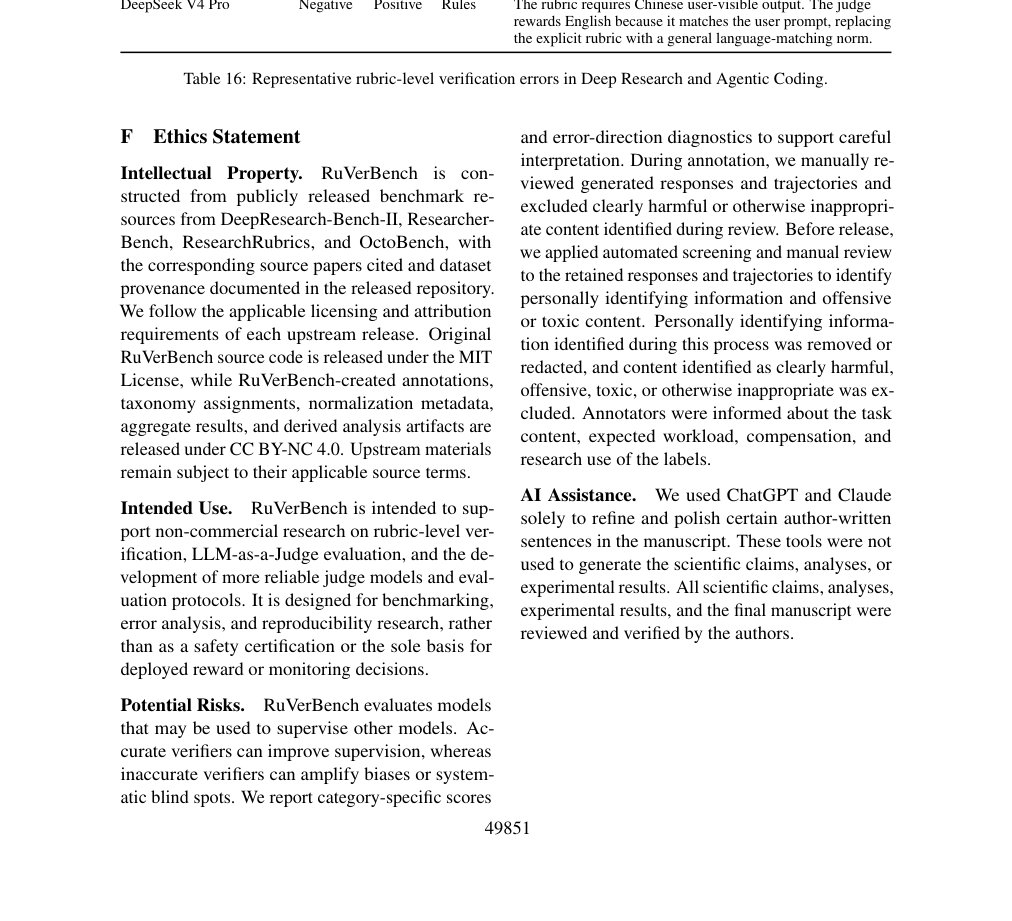 DeepSeek V4 Pro Negative Positive Rules The rubric requires Chinese user-visible output. The judge
rewards English because it matches the user prompt, replacing
the explicit rubric with a general language-matching norm.
Table 16: Representative rubric-level verification errors in Deep Research and Agentic Coding.
F Ethics Statement
Intellectual Property. RuVerBench is con-
structed from publicly released benchmark re-
sources from DeepResearch-Bench-II, Researcher-
Bench, ResearchRubrics, and OctoBench, with
the corresponding source papers cited and dataset
provenance documented in the released repository.
We follow the applicable licensing and attribution
requirements of each upstream release. Original
RuVerBench source code is released under the MIT
License, while RuVerBench-created annotations,
taxonomy assignments, normalization metadata,
aggregate results, and derived analysis artifacts are
released under CC BY-NC 4.0. Upstream materials
remain subject to their applicable source terms.
Intended Use. RuVerBench is intended to sup-
port non-commercial research on rubric-level ver-
ification, LLM-as-a-Judge evaluation, and the de-
velopment of more reliable judge models and eval-
uation protocols. It is designed for benchmarking,
error analysis, and reproducibility research, rather
than as a safety certification or the sole basis for
deployed reward or monitoring decisions.
Potential Risks. RuVerBench evaluates models
that may be used to supervise other models. Ac-
curate verifiers can improve supervision, whereas
inaccurate verifiers can amplify biases or system-
atic blind spots. We report category-specific scores
and error-direction diagnostics to support careful
interpretation. During annotation, we manually re-
viewed generated responses and trajectories and
excluded clearly harmful or otherwise inappropri-
ate content identified during review. Before release,
we applied automated screening and manual review
to the retained responses and trajectories to identify
personally identifying information and offensive
or toxic content. Personally identifying informa-
tion identified during this process was removed or
redacted, and content identified as clearly harmful,
offensive, toxic, or otherwise inappropriate was ex-
cluded. Annotators were informed about the task
content, expected workload, compensation, and
research use of the labels.
AI Assistance. We used ChatGPT and Claude
solely to refine and polish certain author-written
sentences in the manuscript. These tools were not
used to generate the scientific claims, analyses, or
experimental results. All scientific claims, analyses,
experimental results, and the final manuscript were
reviewed and verified by the authors.
49851